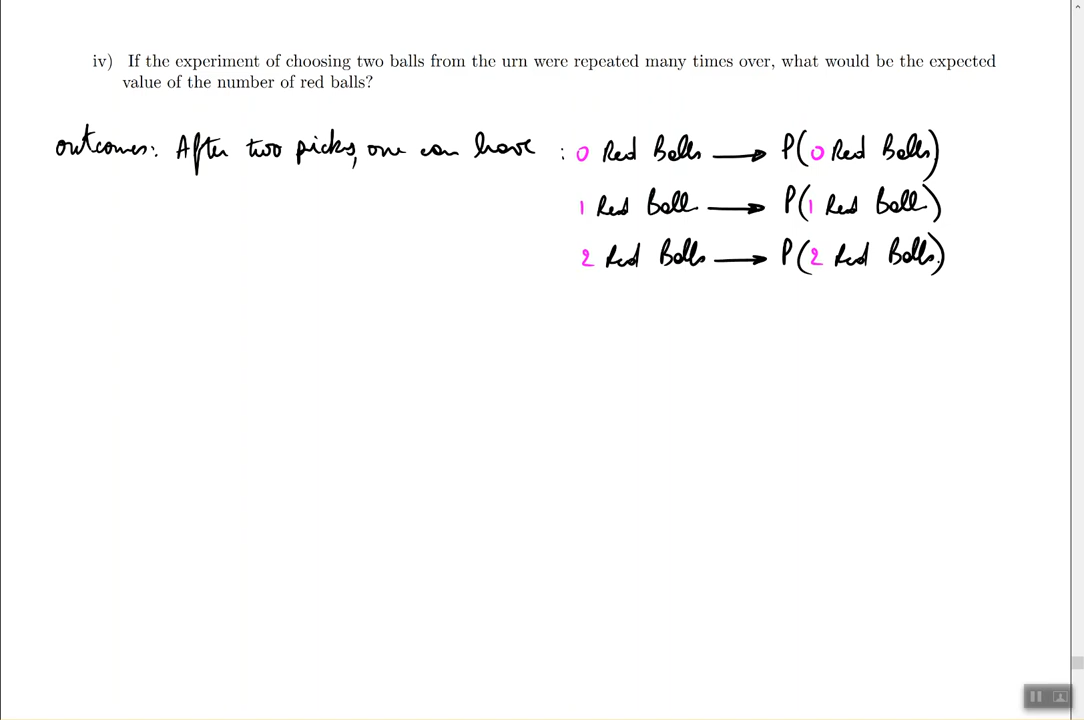 iv) If the experiment of choosing two balls from the urn were repeated many times over, what would be the expected
value of the number of red balls?
outcomes: After two picks, one can have : 0 Red Balls → P(0 Red Balls)
1 Red Ball → P(1 Red Ball)
2 Red Balls → P(2 Red Balls)